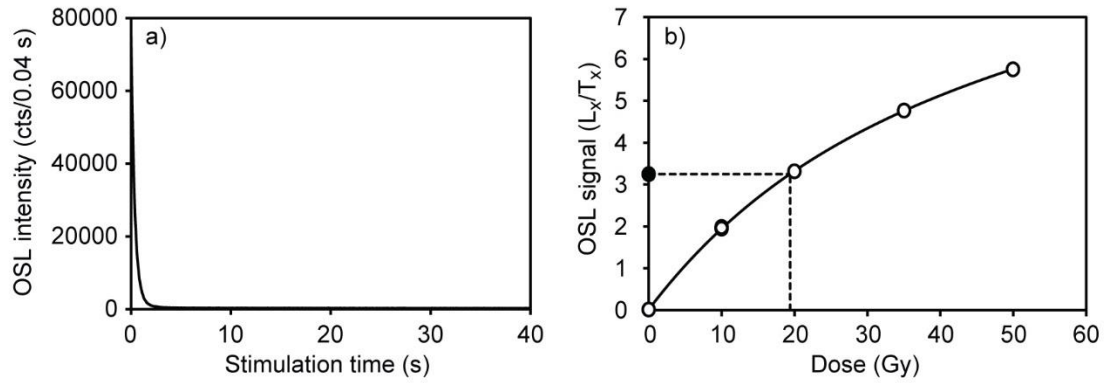 a)
OSL intensity (cts/0.04 s)
80000
60000
40000
20000
0
0 10 20 30 40
Stimulation time (s)
b)
OSL signal (Lₓ/Tₓ)
7
6
5
4
3
2
1
0
0 10 20 30 40 50 60
Dose (Gy)